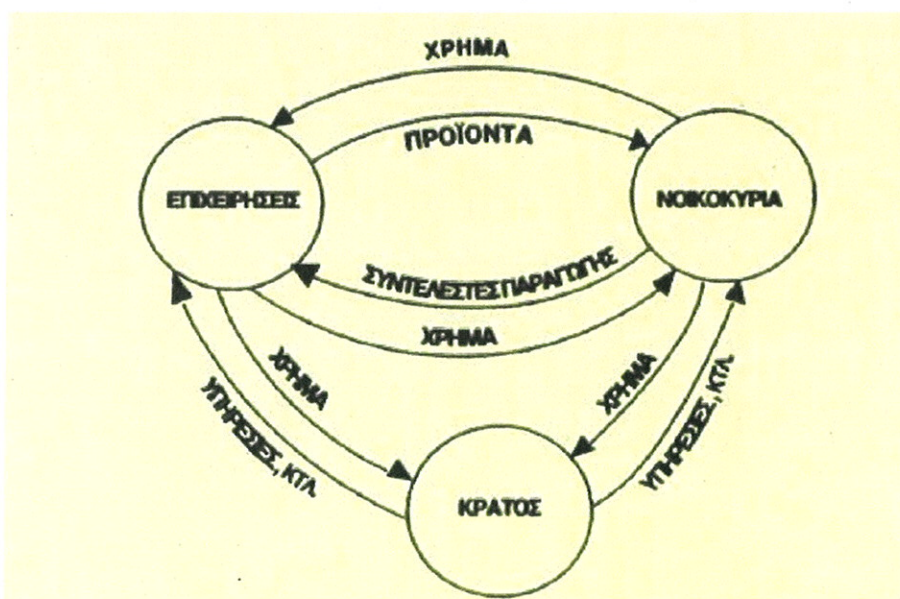 ΧΡΗΜΑ
ΠΡΟΪΟΝΤΑ
ΕΠΙΧΕΙΡΗΣΕΙΣ
ΝΟΙΚΟΚΥΡΙΑ
ΣΥΝΤΕΛΕΣΤΕΣ ΠΑΡΑΓΩΓΗΣ
ΧΡΗΜΑ
ΧΡΗΜΑ
ΥΠΗΡΕΣΙΕΣ, ΚΤΛ.
ΧΡΗΜΑ
ΥΠΗΡΕΣΙΕΣ, ΚΤΛ.
ΚΡΑΤΟΣ